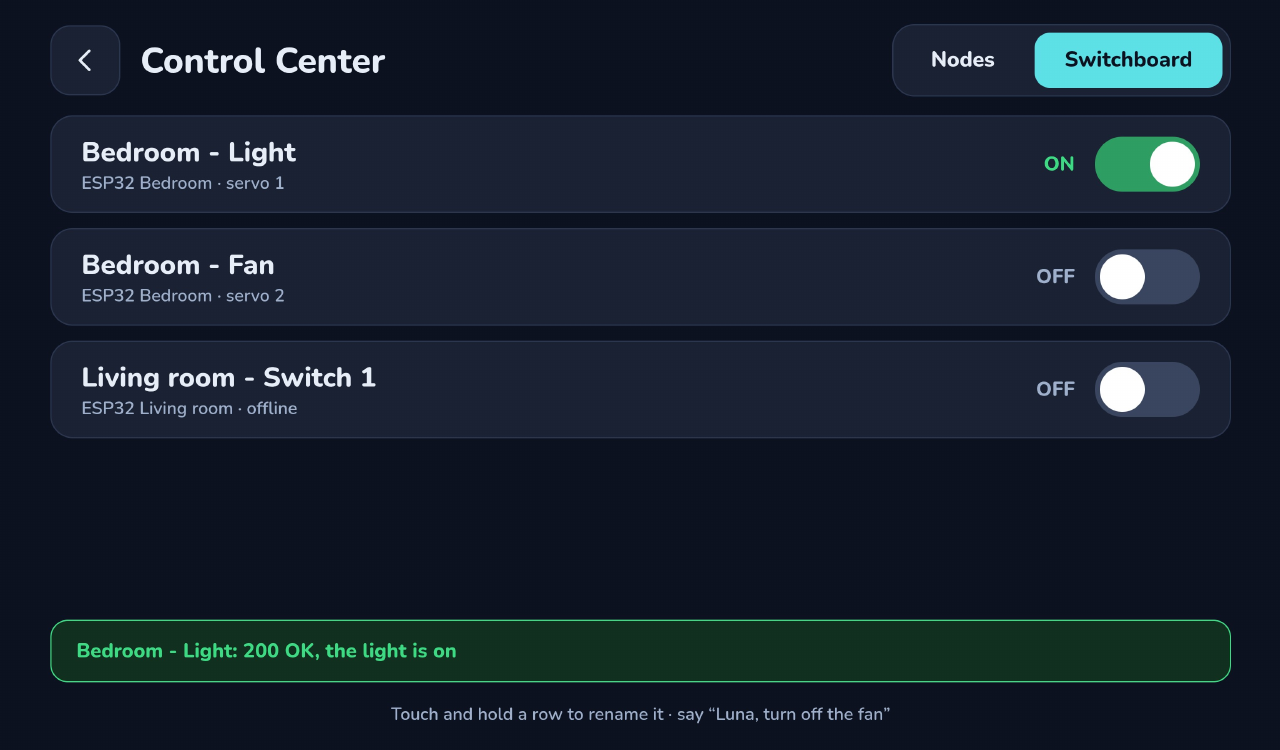 Control Center
Nodes
Switchboard
Bedroom - Light
ESP32 Bedroom · servo 1
ON
Bedroom - Fan
ESP32 Bedroom · servo 2
OFF
Living room - Switch 1
ESP32 Living room · offline
OFF
Bedroom - Light: 200 OK, the light is on
Touch and hold a row to rename it · say “Luna, turn off the fan”